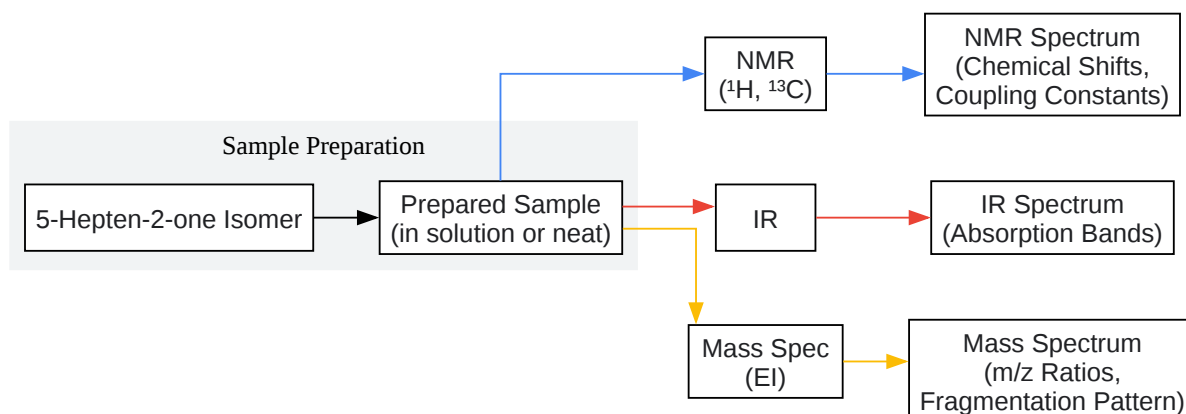 NMR
(¹H, ¹³C)
NMR Spectrum
(Chemical Shifts,
Coupling Constants)
Sample Preparation
5-Hepten-2-one Isomer
Prepared Sample
(in solution or neat)
IR
IR Spectrum
(Absorption Bands)
Mass Spec
(EI)
Mass Spectrum
(m/z Ratios,
Fragmentation Pattern)